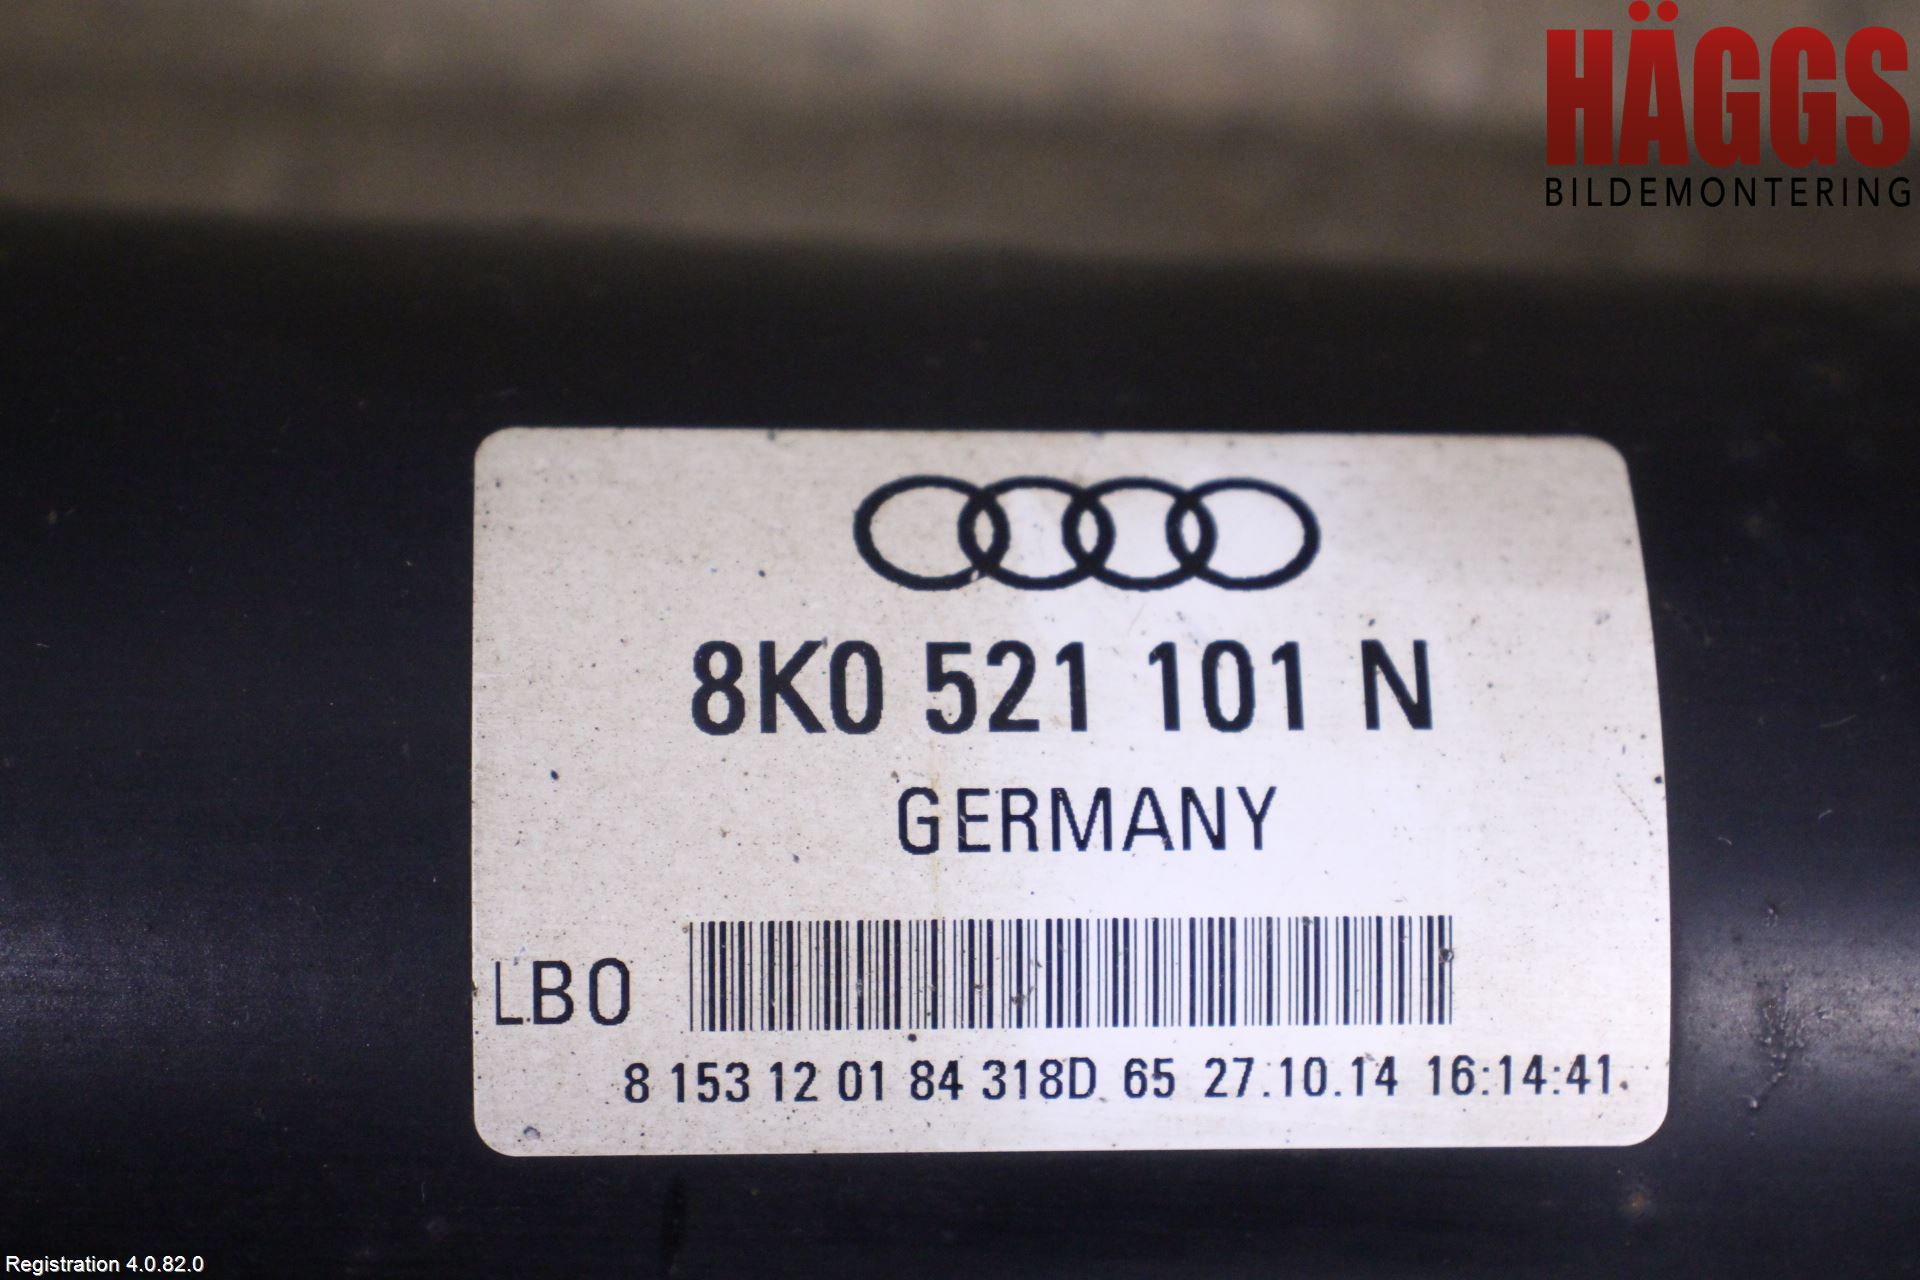 HÄGGS
BILDEMONTERING
8K0 521 101 N
GERMANY
LB0
8 153 12 01 84 318D 65 27.10.14 16:14:41
Registration 4.0.82.0